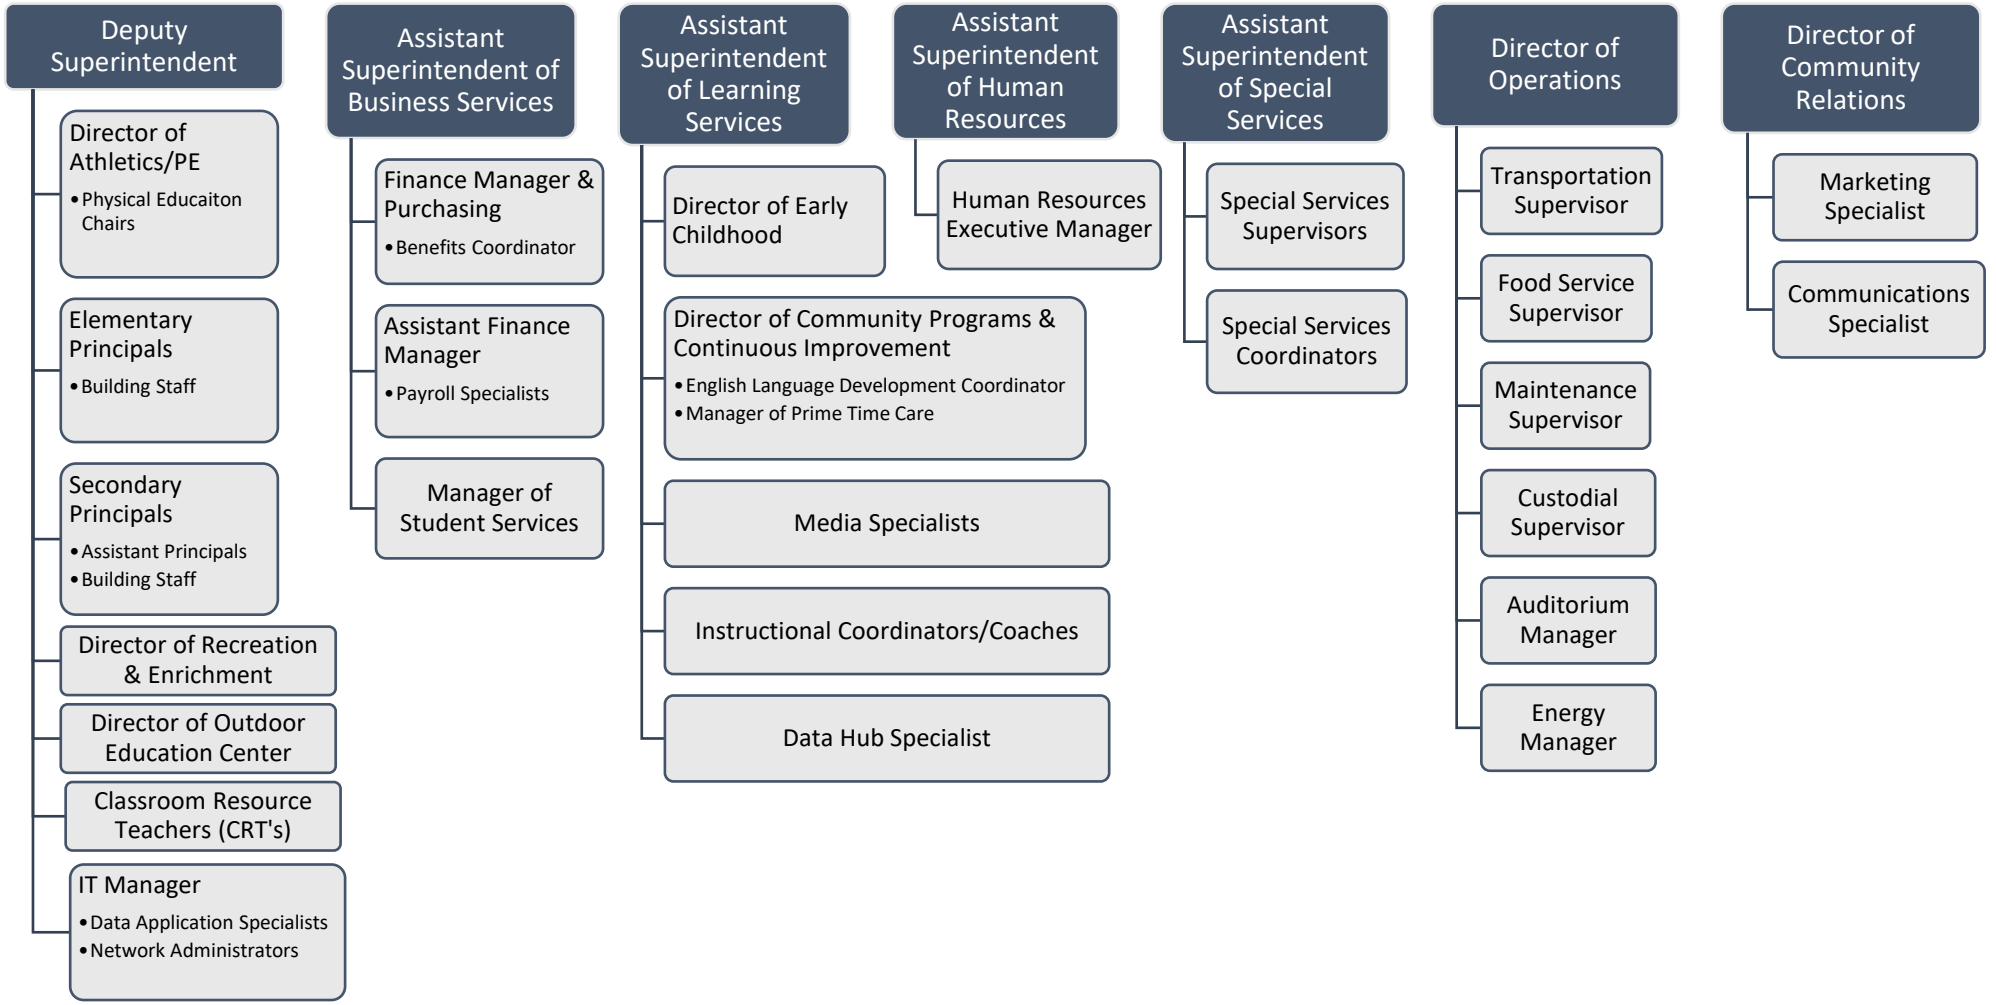 Deputy
Superintendent
Director of
Athletics/PE
•Physical Educaiton
Chairs
Elementary
Principals
•Building Staff
Secondary
Principals
•Assistant Principals
•Building Staff
Director of Recreation
& Enrichment
Director of Outdoor
Education Center
Classroom Resource
Teachers (CRT's)
IT Manager
•Data Application Specialists
•Network Administrators
Assistant
Superintendent of
Business Services
Finance Manager &
Purchasing
•Benefits Coordinator
Assistant Finance
Manager
•Payroll Specialists
Manager of
Student Services
Assistant
Superintendent
of Learning
Services
Director of Early
Childhood
Director of Community Programs &
Continuous Improvement
•English Language Development Coordinator
•Manager of Prime Time Care
Media Specialists
Instructional Coordinators/Coaches
Data Hub Specialist
Assistant
Superintendent
of Human
Resources
Human Resources
Executive Manager
Assistant
Superintendent
of Special
Services
Special Services
Supervisors
Special Services
Coordinators
Director of
Operations
Transportation
Supervisor
Food Service
Supervisor
Maintenance
Supervisor
Custodial
Supervisor
Auditorium
Manager
Energy
Manager
Director of
Community
Relations
Marketing
Specialist
Communications
Specialist